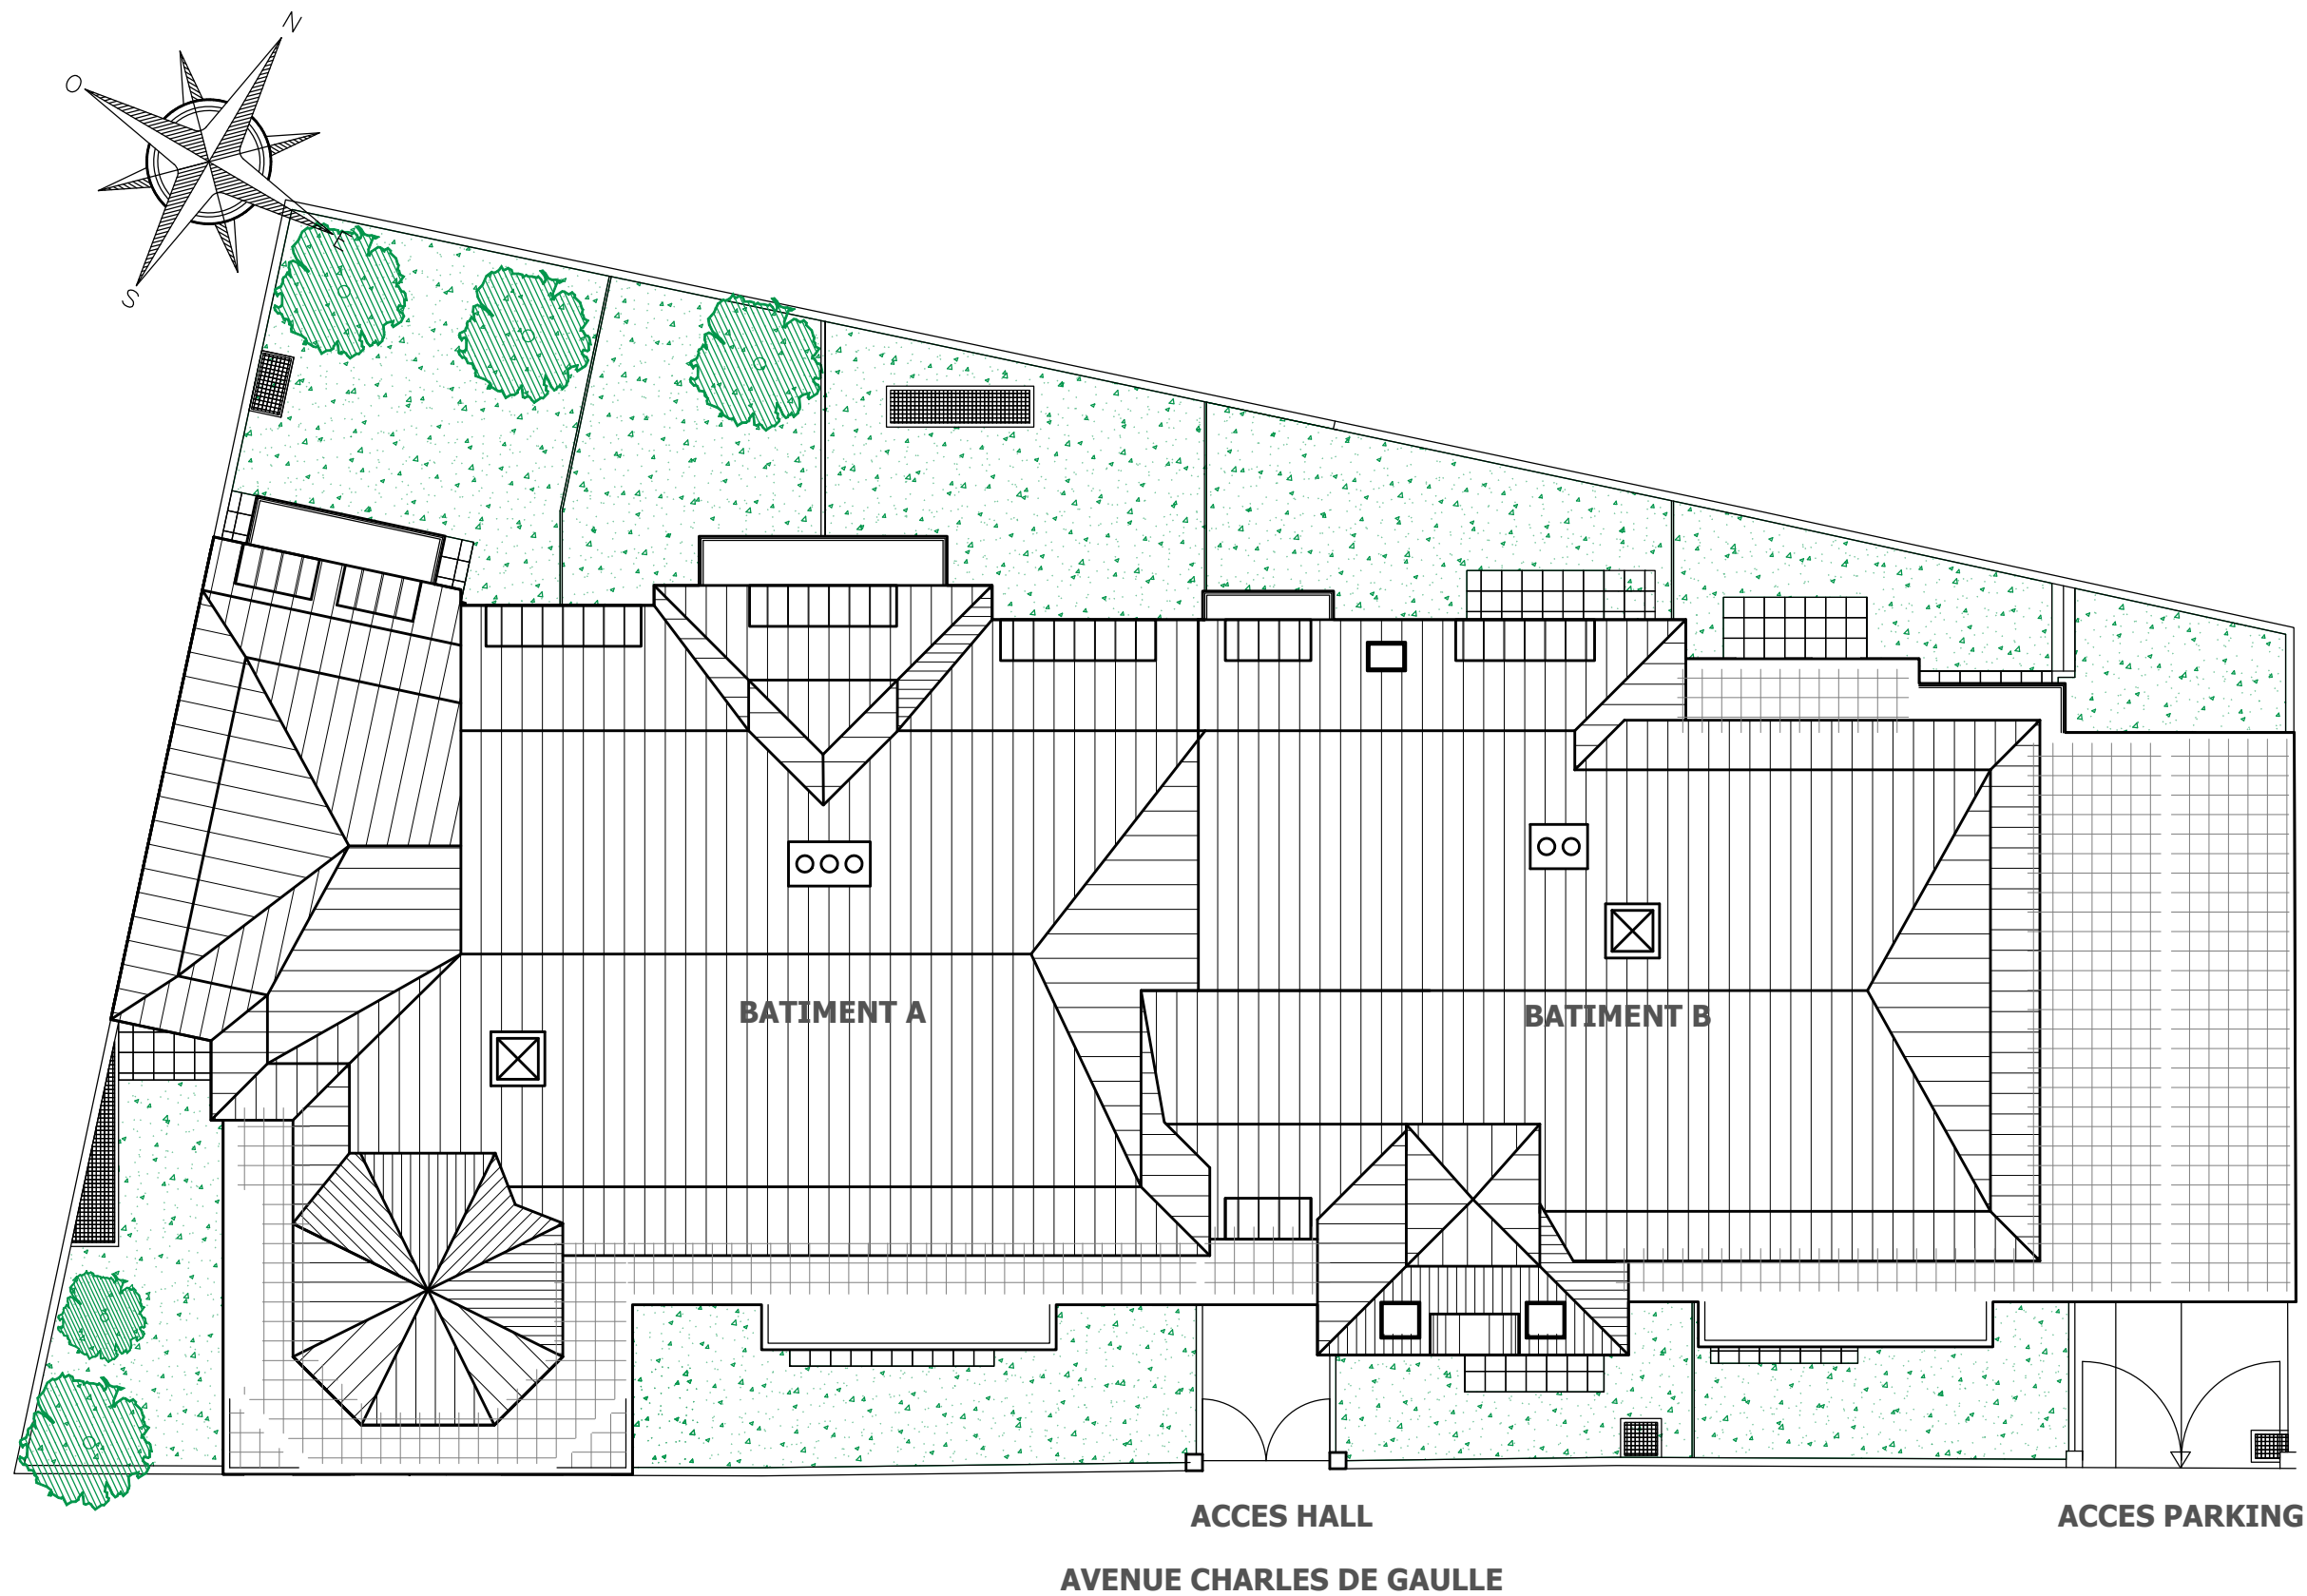 N
O
E
S
BATIMENT A
BATIMENT B
ACCES HALL
ACCES PARKING
AVENUE CHARLES DE GAULLE